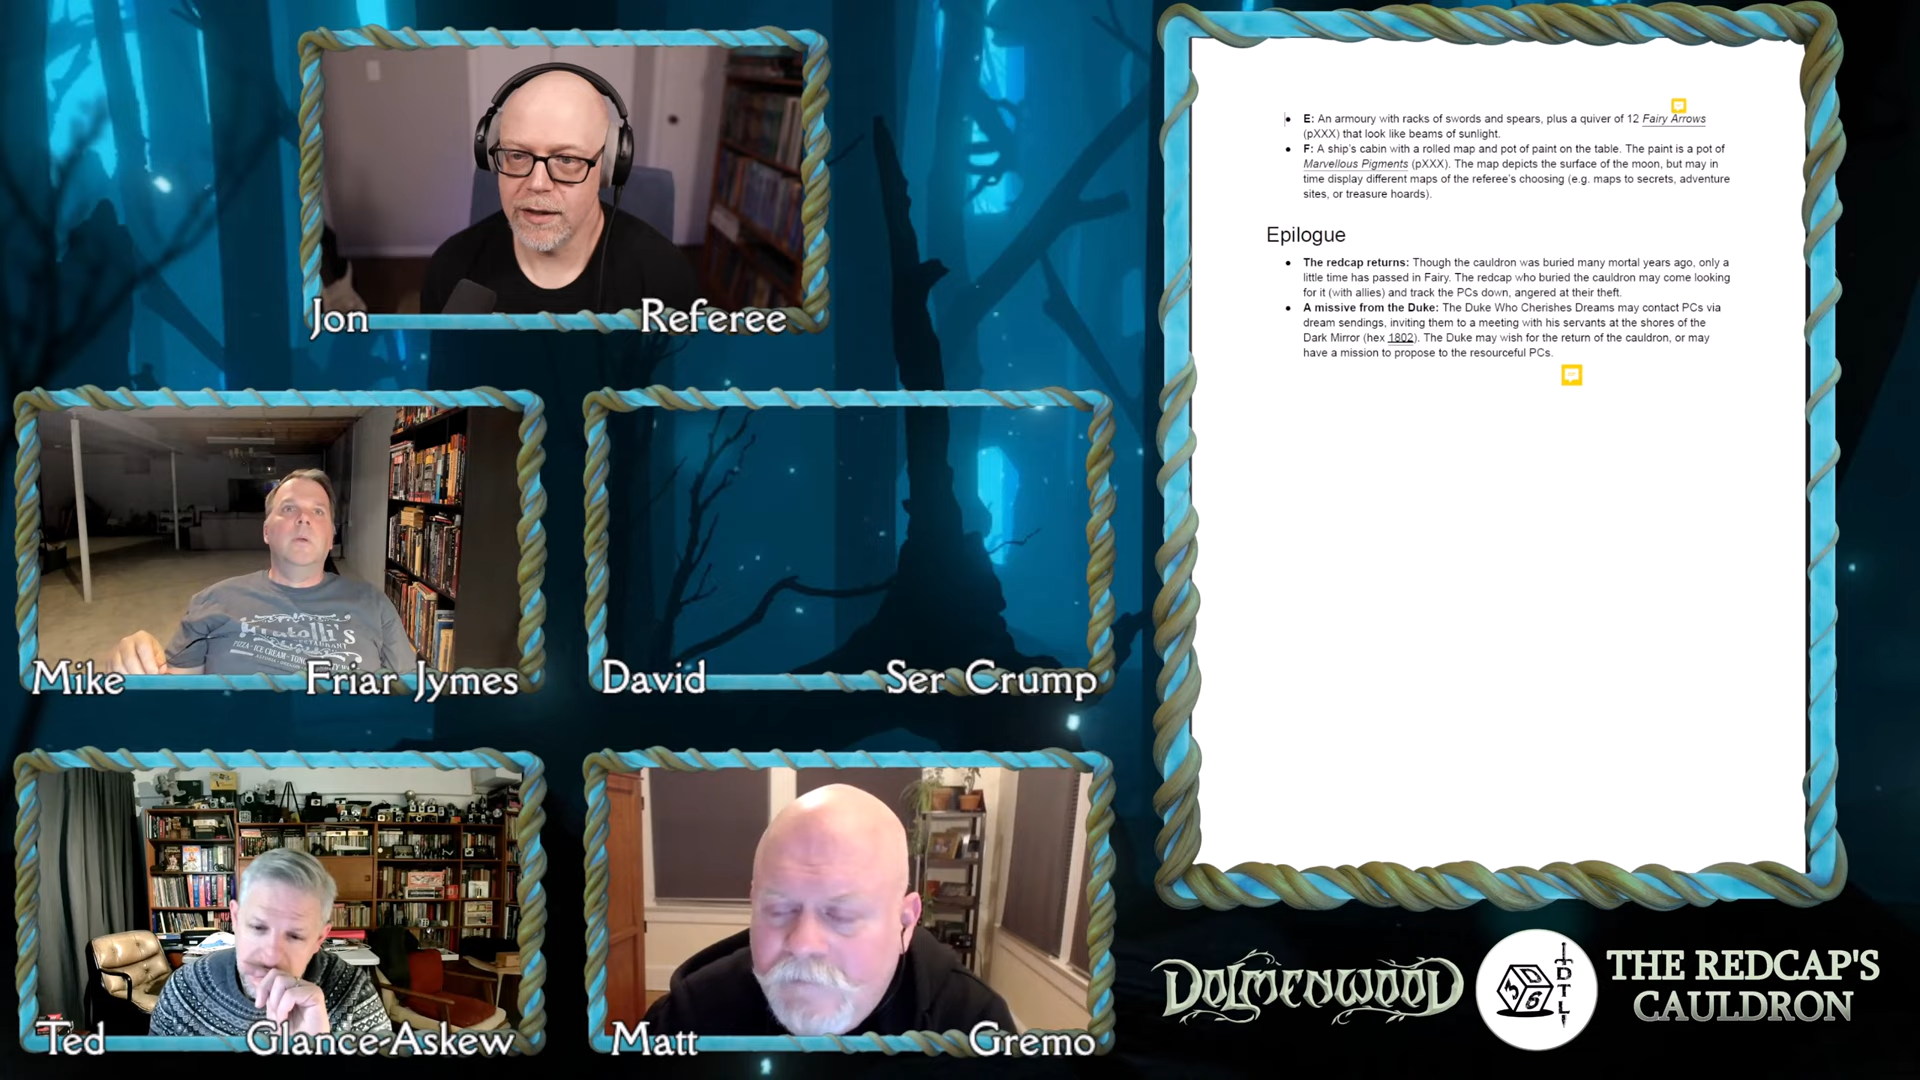 Jon
Referee
Mike
Friar Jymes
David
Ser Crump
Ted
Glance-Askew
Matt
Gremo
• E: An armoury with racks of swords and spears, plus a quiver of 12 Fairy Arrows
(pXXX) that look like beams of sunlight.
• F: A ship's cabin with a rolled map and pot of paint on the table. The paint is a pot of
Marvellous Pigments (pXXX). The map depicts the surface of the moon, but may in
time display different maps of the referee's choosing (e.g. maps to secrets, adventure
sites, or treasure hoards).
Epilogue
• The redcap returns: Though the cauldron was buried many mortal years ago, only a
little time has passed in Fairy. The redcap who buried the cauldron may come looking
for it (with allies) and track the PCs down, angered at their theft.
• A missive from the Duke: The Duke Who Cherishes Dreams may contact PCs via
dream sendings, inviting them to a meeting with his servants at the shores of the
Dark Mirror (hex 1802). The Duke may wish for the return of the cauldron, or may
have a mission to propose to the resourceful PCs.
DOLMENWOOD
3D6
DTL
THE REDCAP'S
CAULDRON